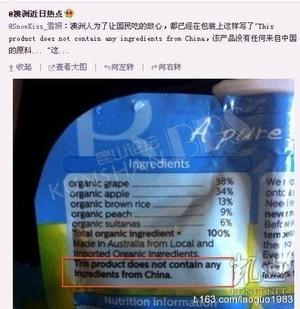 @澳洲近日热点
@SnowKiss_雪妍：澳洲人为了让国民吃的放心，都已经在包装上这样写了"This
product does not contain any ingredients from China，该产品没有任何来自中国
的原料... "这...
收起 查看大图 向左转 向右转
A pure
Ingredients
organic grape 38%
organic apple 34%
organic brown rice 13%
organic peach 9%
organic sultanas 6%
Total organic ingredient = 100%
Made in Australia from Local and
Imported Organic Ingredients.
This product does not contain any
ingredients from China.
Nutrition information
t.163.com/laoguo1983